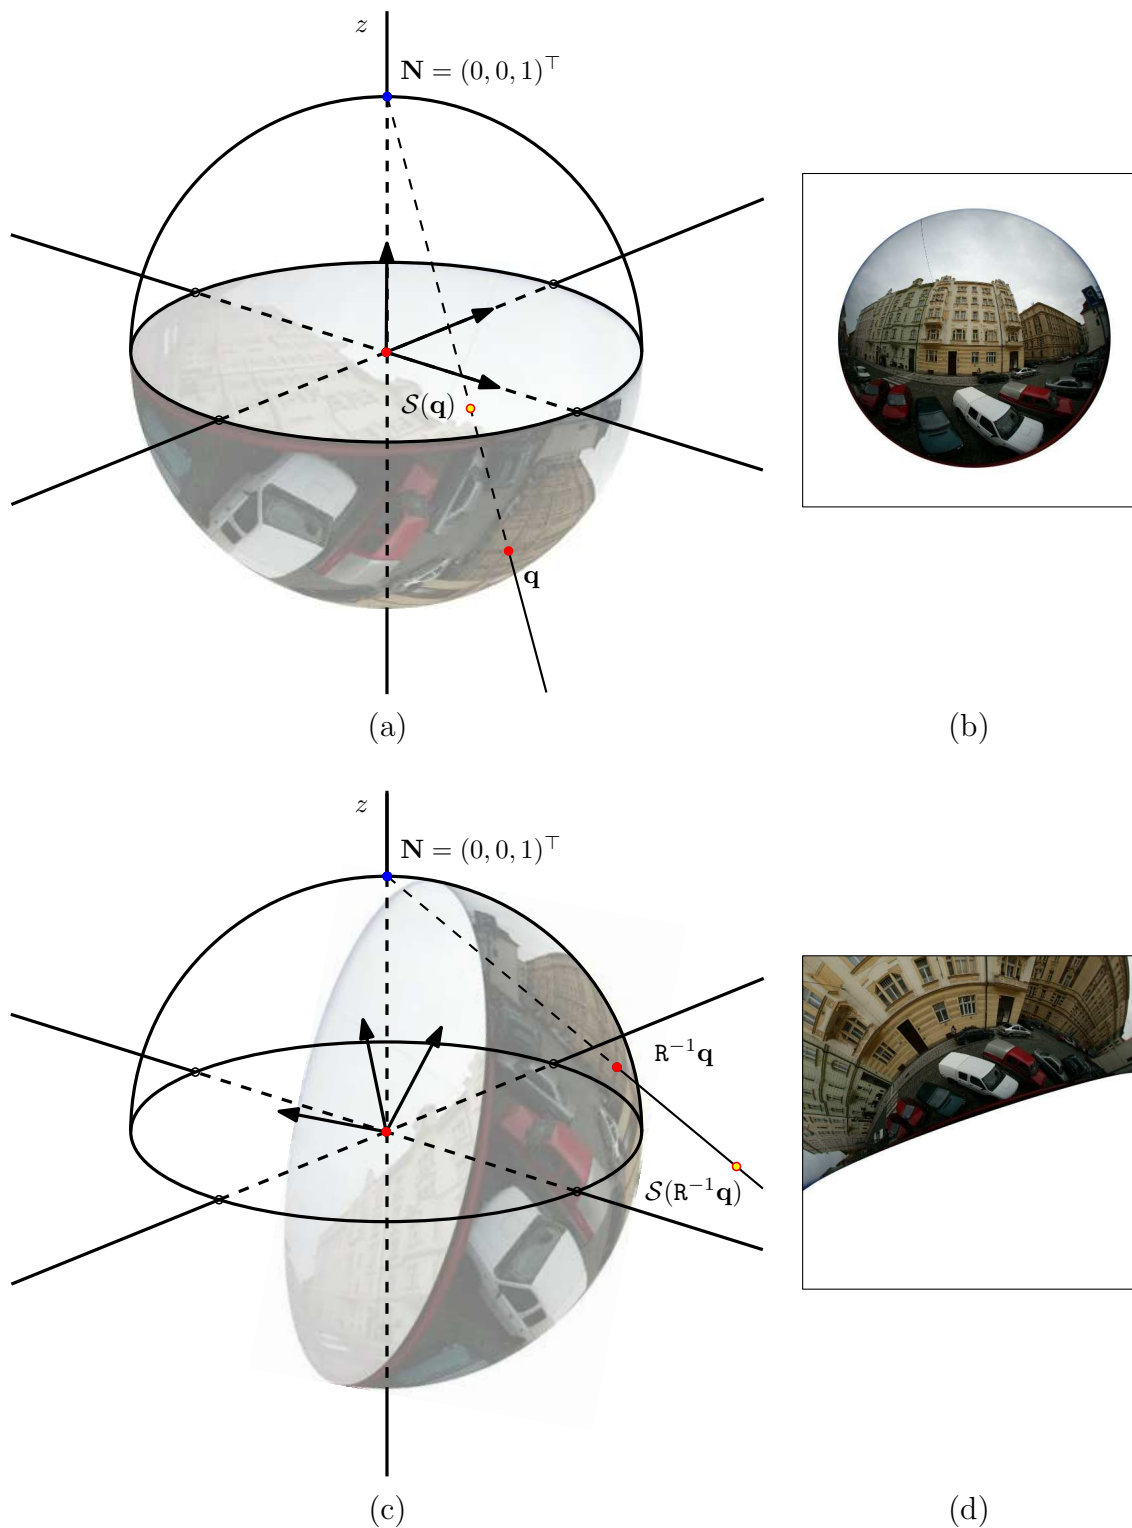 z
𝐍 = (0, 0, 1)^⊤
𝒮(𝐪)
𝐪
(a)
(b)
z
𝐍 = (0, 0, 1)^⊤
𝚁⁻¹𝐪
𝒮(𝚁⁻¹𝐪)
(c)
(d)